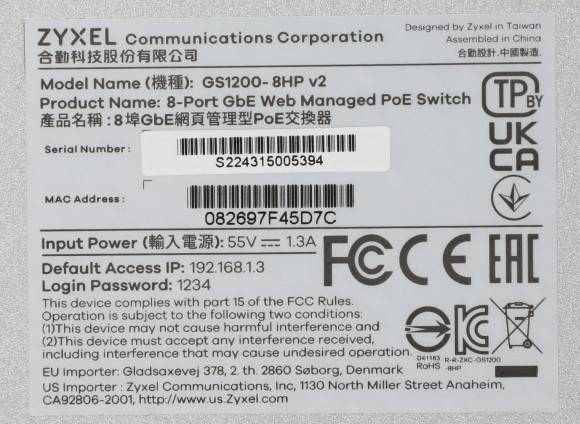 ZYXEL Communications Corporation
合勤科技股份有限公司
Designed by Zyxel in Taiwan
Assembled in China
合勤設計.中國製造.
Model Name (機種): GS1200-8HP v2
Product Name: 8-Port GbE Web Managed PoE Switch
產品名稱:8埠GbE網頁管理型PoE交換器
TP BY
UK
CA
Serial Number :
S224315005394
MAC Address :
082697F45D7C
Input Power (輸入電源): 55V ⎓ 1.3A
FC CE EAC
Default Access IP: 192.168.1.3
Login Password: 1234
This device complies with part 15 of the FCC Rules.
Operation is subject to the following two conditions:
(1)This device may not cause harmful interference and
(2)This device must accept any interference received,
including interference that may cause undesired operation.
D41163
RoHS
R-R-ZXC-GS1200
-8HP
EU Importer: Gladsaxevej 378, 2. th. 2860 Søborg, Denmark
US Importer : Zyxel Communications, Inc, 1130 North Miller Street Anaheim,
CA92806-2001, http://www.us.zyxel.com